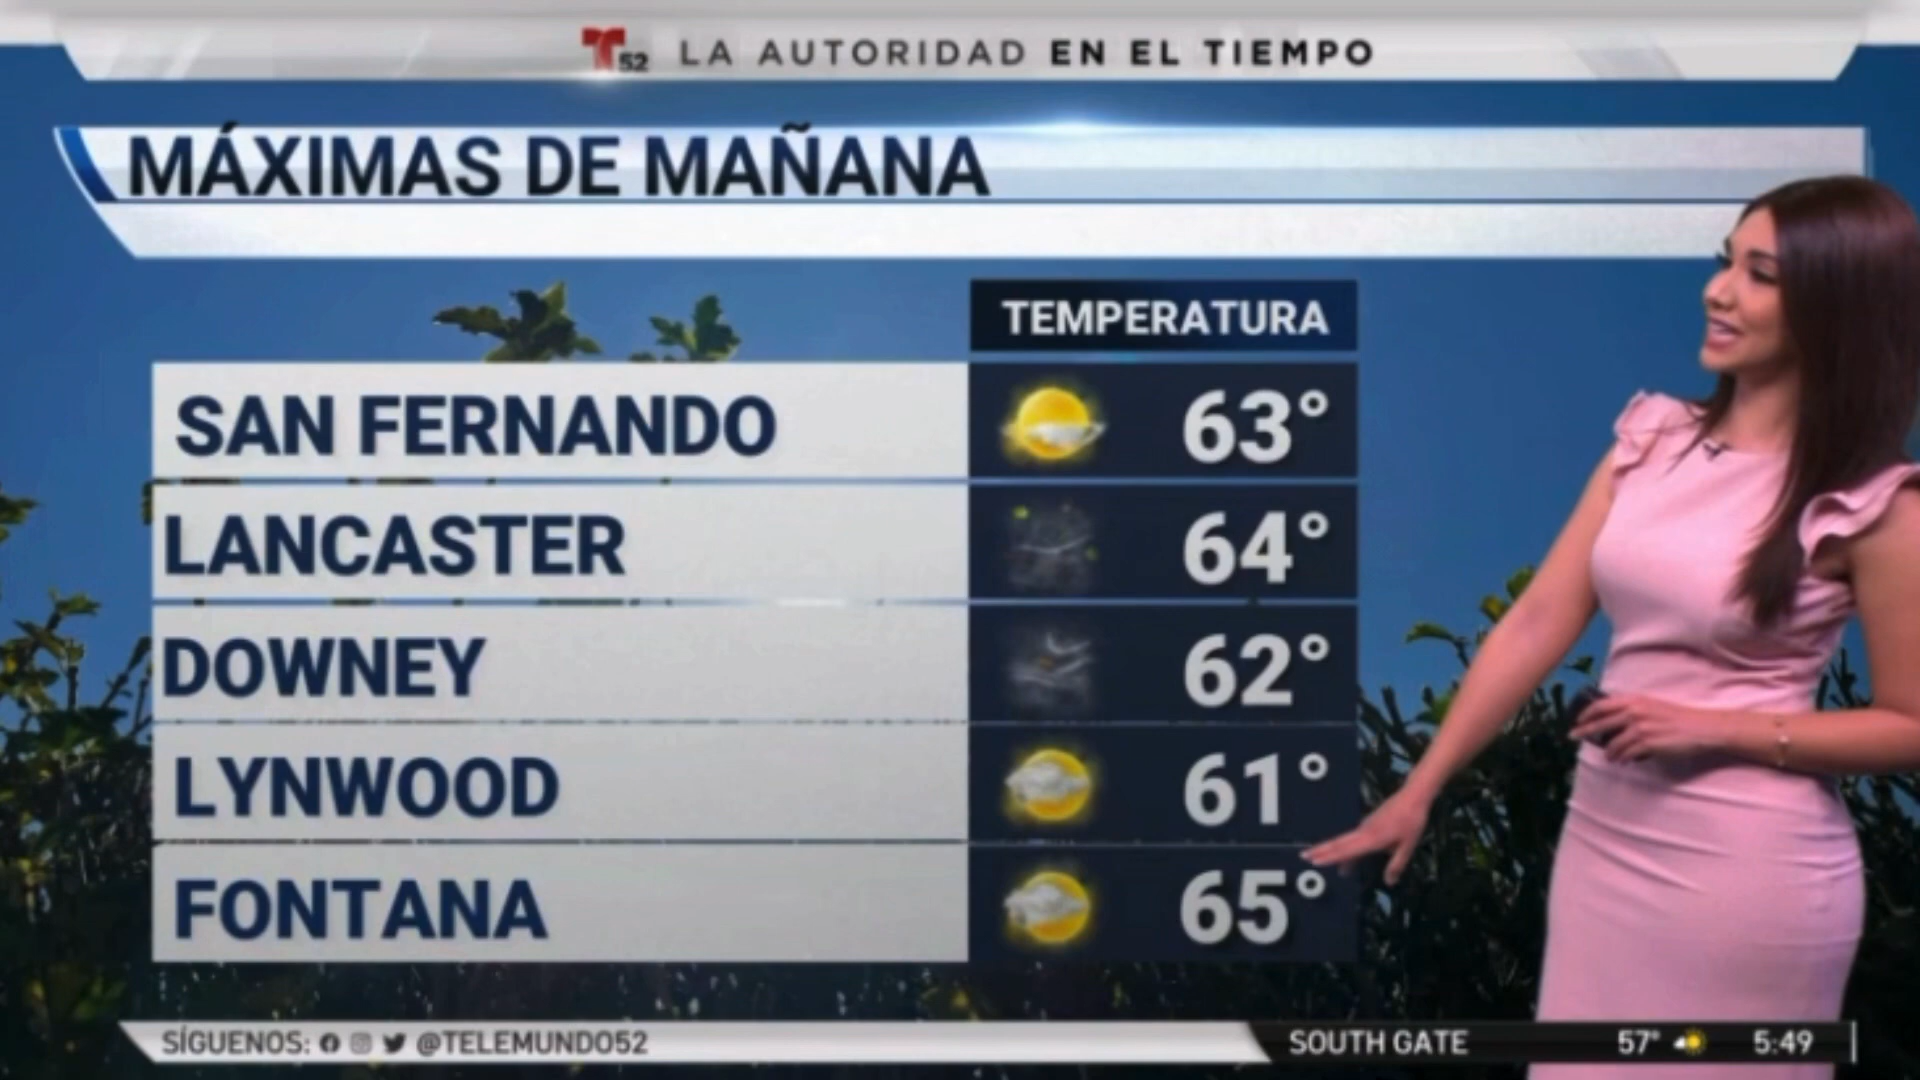 52 LA AUTORIDAD EN EL TIEMPO
MÁXIMAS DE MAÑANA
TEMPERATURA
SAN FERNANDO 63°
LANCASTER 64°
DOWNEY 62°
LYNWOOD 61°
FONTANA 65°
SÍGUENOS: @TELEMUNDO52 SOUTH GATE 57° 5:49